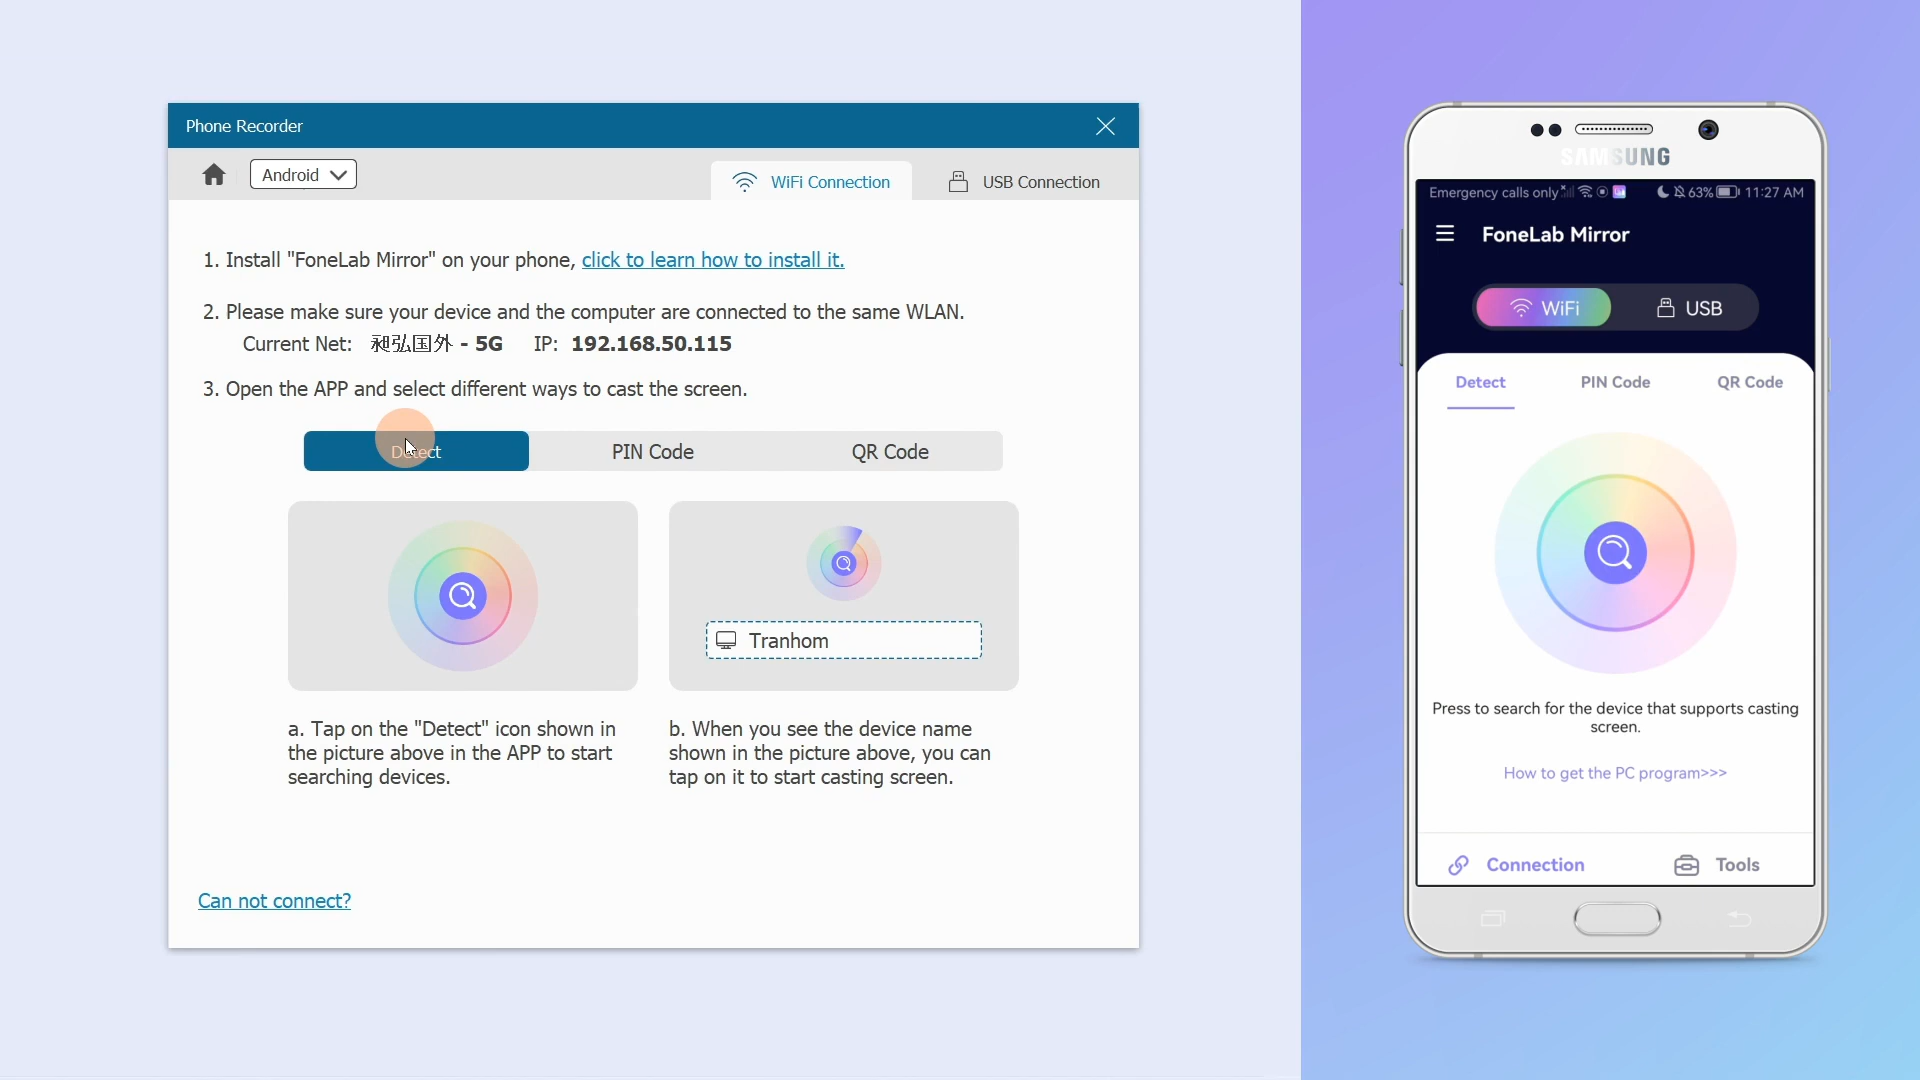 Phone Recorder
Android
WiFi Connection
USB Connection
1. Install "FoneLab Mirror" on your phone, click to learn how to install it.
2. Please make sure your device and the computer are connected to the same WLAN.
Current Net: 昶弘国外 - 5G IP: 192.168.50.115
3. Open the APP and select different ways to cast the screen.
Detect
PIN Code
QR Code
Tranhom
a. Tap on the "Detect" icon shown in
the picture above in the APP to start
searching devices.
b. When you see the device name
shown in the picture above, you can
tap on it to start casting screen.
Can not connect?
SAMSUNG
Emergency calls only 63% 11:27 AM
FoneLab Mirror
WiFi
USB
Detect
PIN Code
QR Code
Press to search for the device that supports casting
screen.
How to get the PC program>>>
Connection
Tools